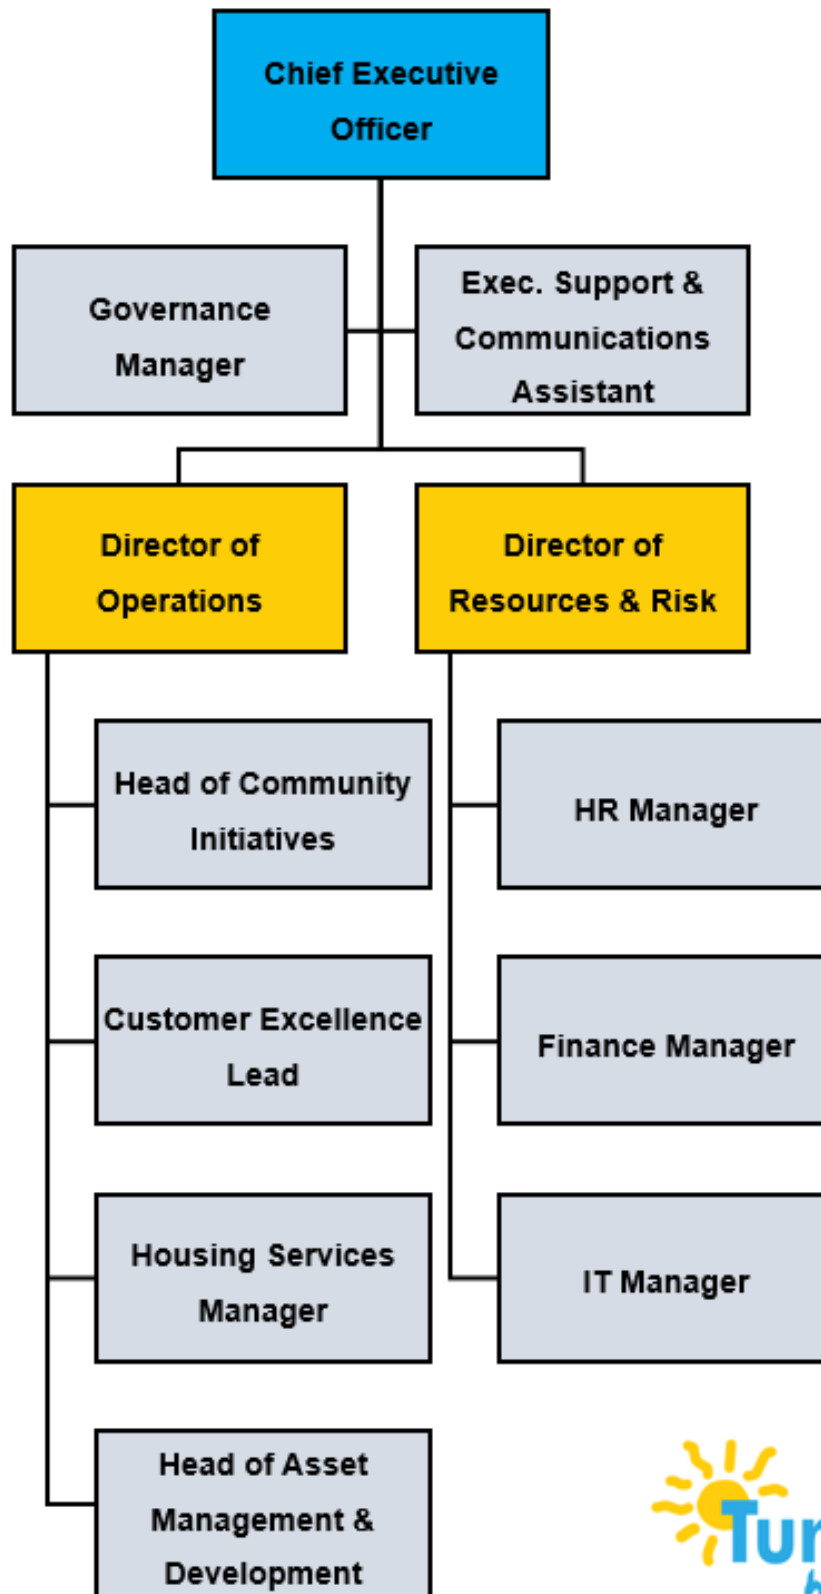 Chief Executive
Officer
Governance
Manager
Exec. Support &
Communications
Assistant
Director of
Operations
Director of
Resources & Risk
Head of Community
Initiatives
HR Manager
Customer Excellence
Lead
Finance Manager
Housing Services
Manager
IT Manager
Head of Asset
Management &
Development